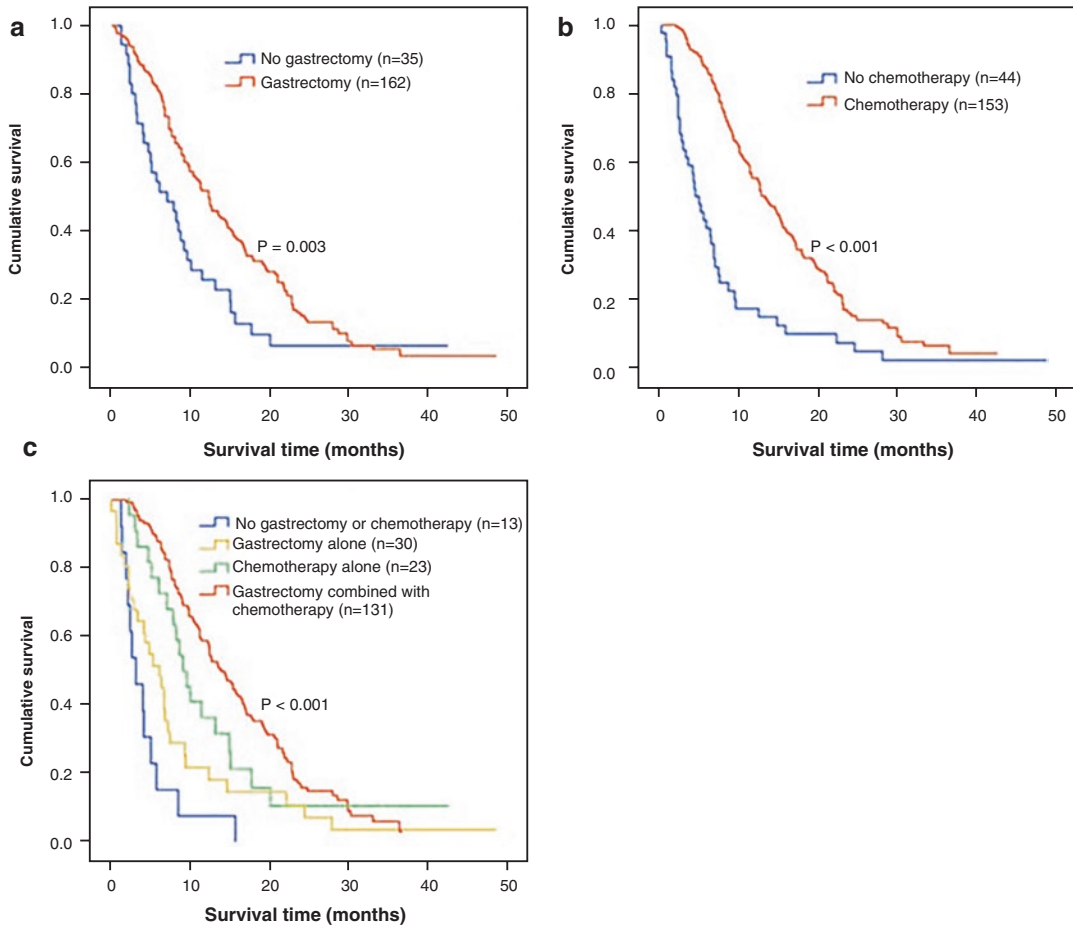 a
1.0
0.8
0.6
0.4
0.2
0.0
Cumulative survival
No gastrectomy (n=35)
Gastrectomy (n=162)
P = 0.003
0 10 20 30 40 50
Survival time (months)
b
1.0
0.8
0.6
0.4
0.2
0.0
Cumulative survival
No chemotherapy (n=44)
Chemotherapy (n=153)
P < 0.001
0 10 20 30 40 50
Survival time (months)
c
1.0
0.8
0.6
0.4
0.2
0.0
Cumulative survival
No gastrectomy or chemotherapy (n=13)
Gastrectomy alone (n=30)
Chemotherapy alone (n=23)
Gastrectomy combined with
chemotherapy (n=131)
P < 0.001
0 10 20 30 40 50
Survival time (months)